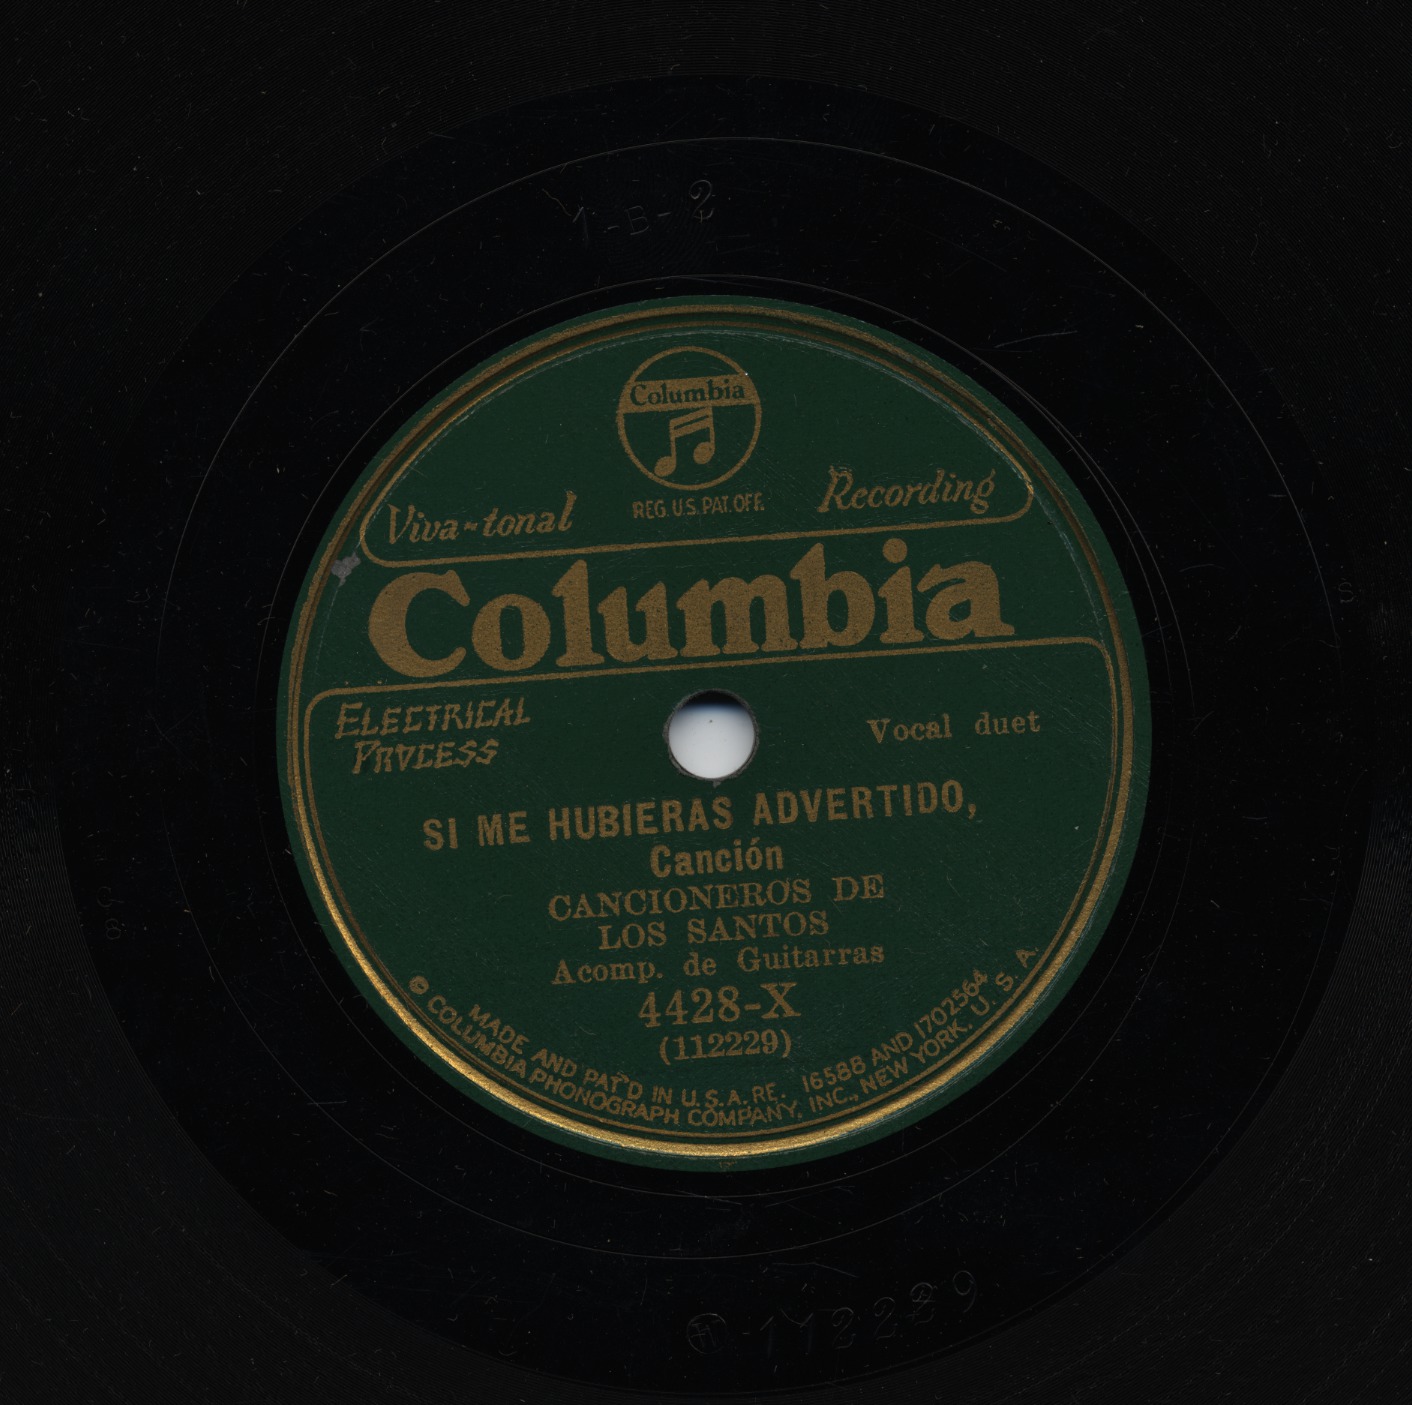 1-B-2
Columbia
REG. U.S. PAT. OFF.
Viva-tonal Recording
Columbia
ELECTRICAL
PROCESS
Vocal duet
SI ME HUBIERAS ADVERTIDO,
Canción
CANCIONEROS DE
LOS SANTOS
Acomp. de Guitarras
4428-X
(112229)
MADE AND PAT'D IN U.S.A. RE. 16588 AND 1702564
© COLUMBIA PHONOGRAPH COMPANY, INC., NEW YORK, U. S. A.
H -112229